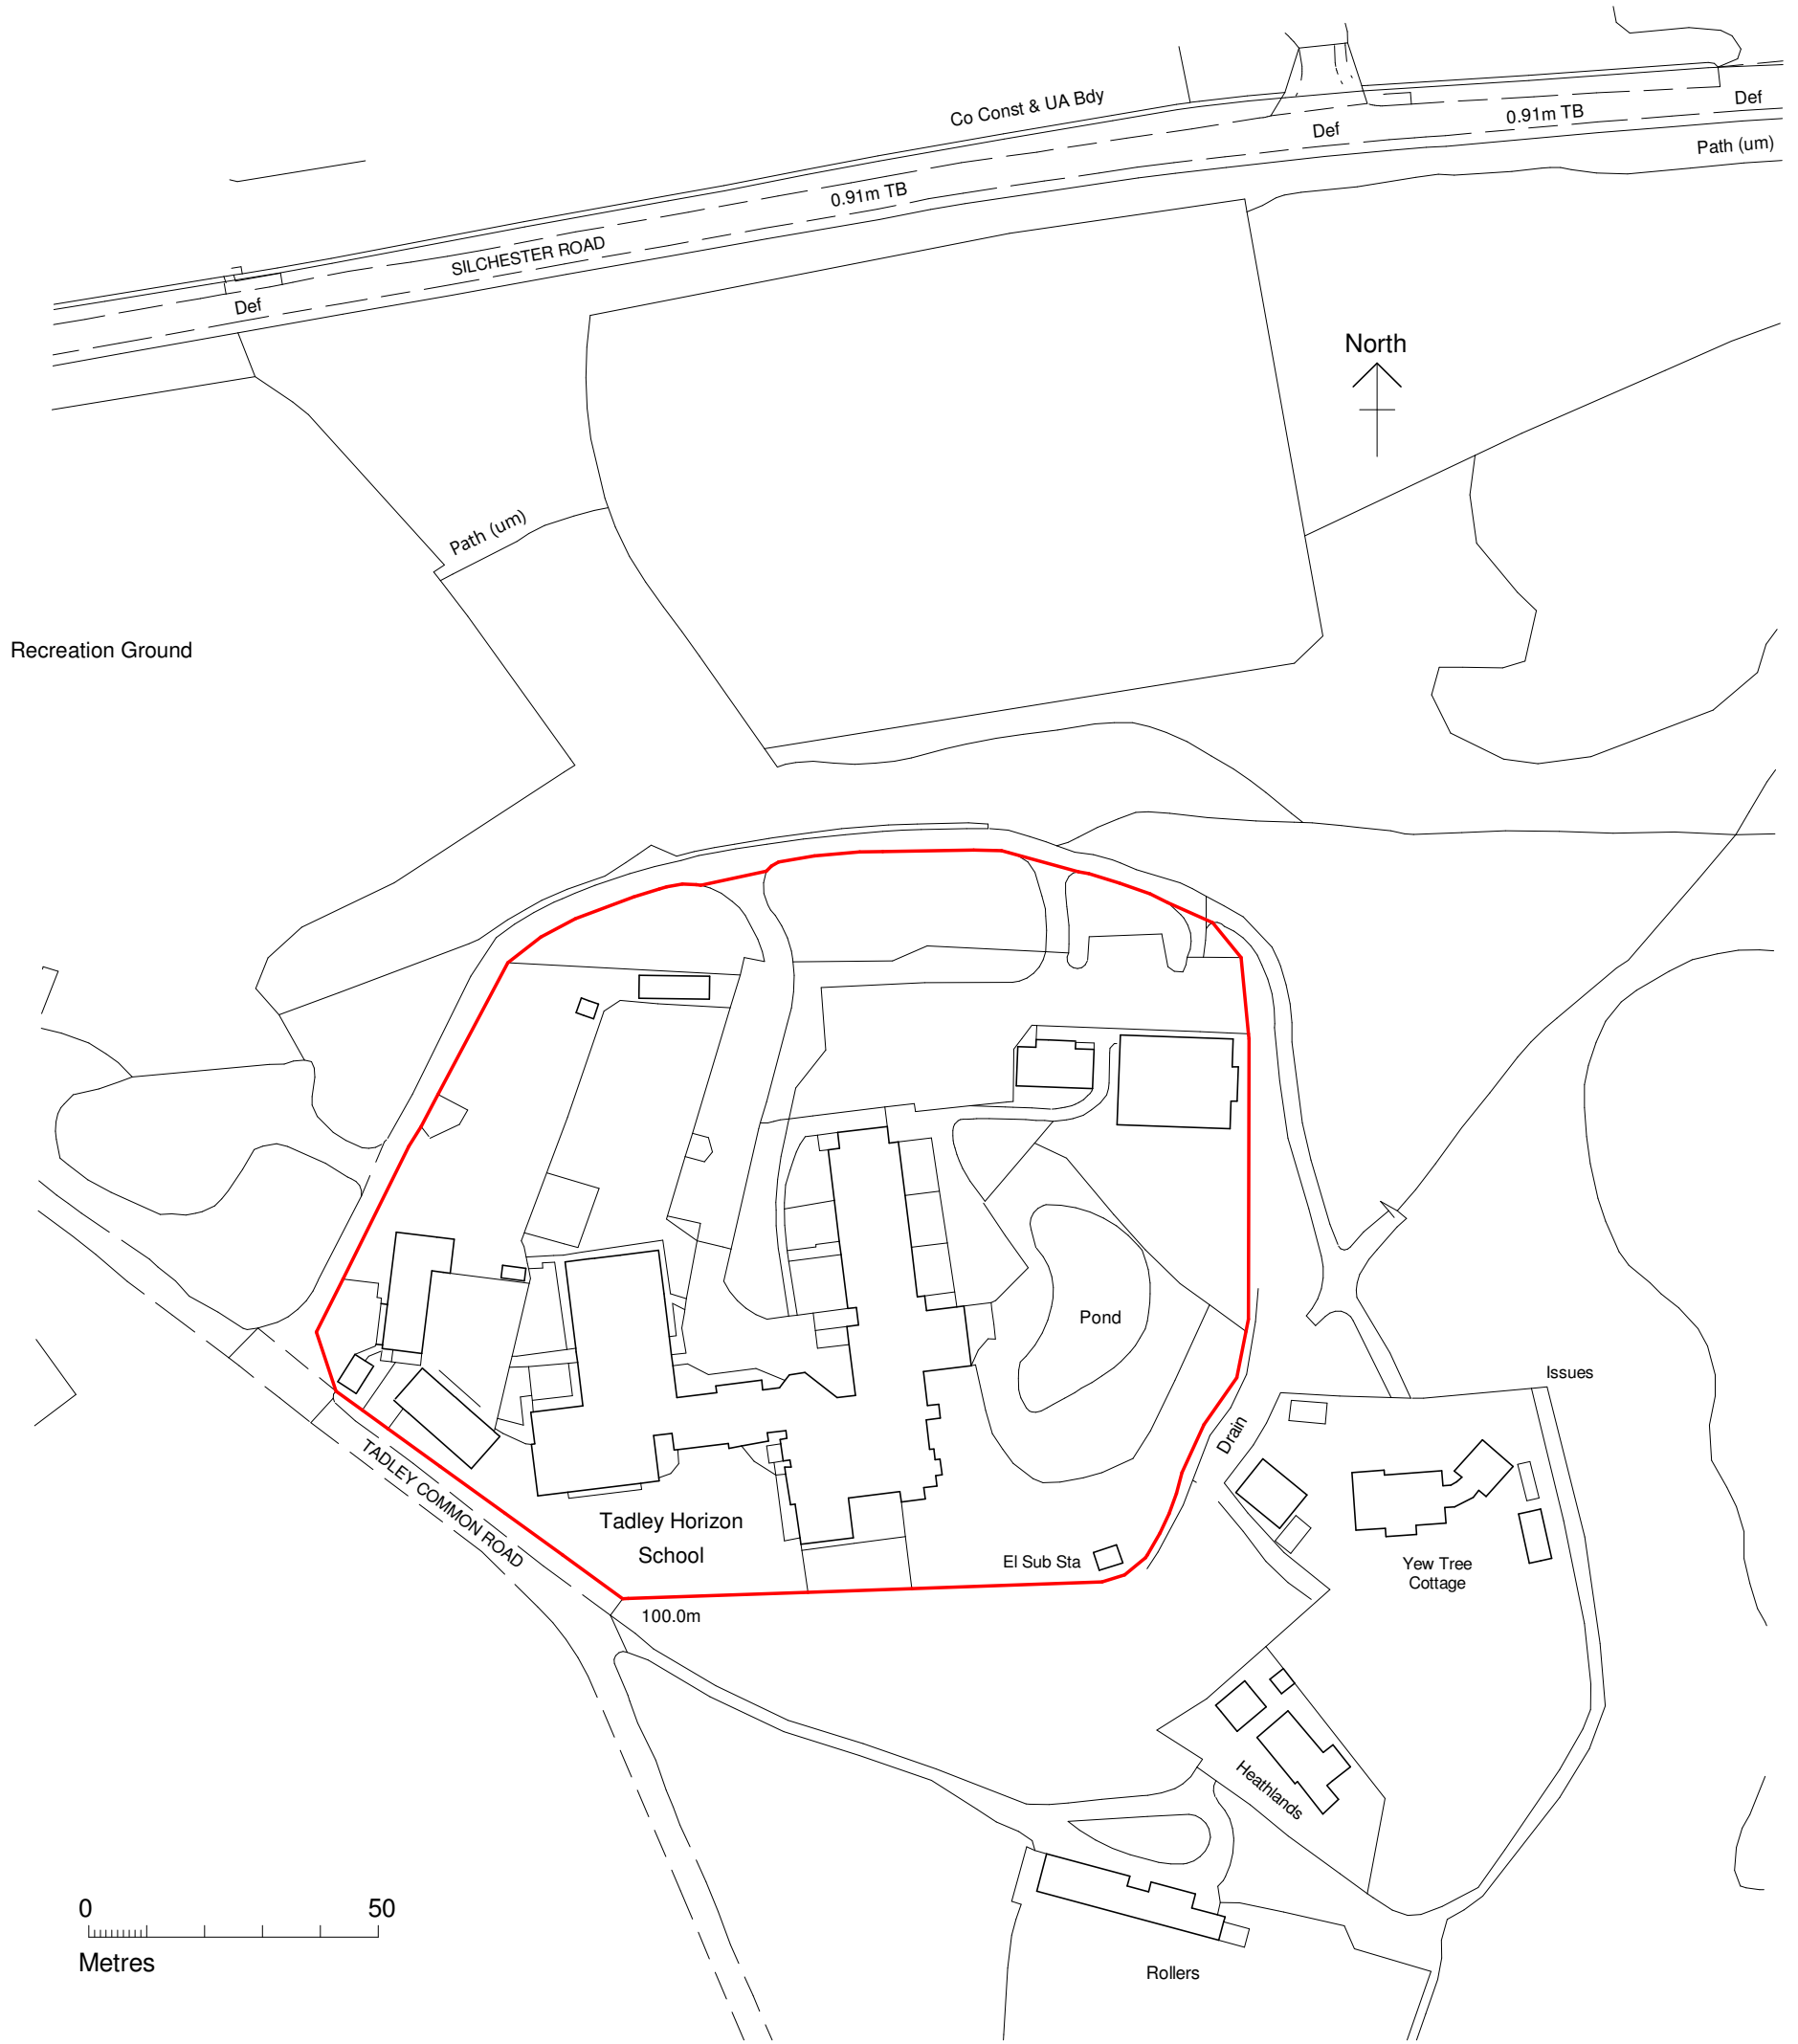 Co Const & UA Bdy
Def
0.91m TB
Def
Path (um)
0.91m TB
SILCHESTER ROAD
Def
North
Path (um)
Recreation Ground
Pond
Issues
Drain
TADLEY COMMON ROAD
Tadley Horizon
School
El Sub Sta
Yew Tree
Cottage
100.0m
Heathlands
0 50
Metres
Rollers